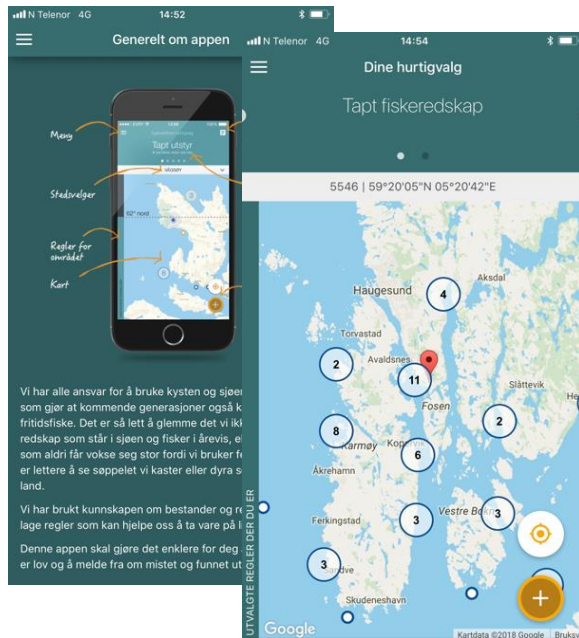 N Telenor 4G 14:52
Generelt om appen
Meny
Tapt utstyr
Stedsvelger
62° nord
Regler for
området
Kart
Vi har alle ansvar for å bruke kysten og sjøen
som gjør at kommende generasjoner også k
fritidsfiske. Det er så lett å glemme det vi ikk
redskap som står i sjøen og fisker i årevis, el
som aldri får vokse seg stor fordi vi bruker fe
er lettere å se søppelet vi kaster eller dyra s
land.
Vi har brukt kunnskapen om bestander og re
lage regler som kan hjelpe oss å ta vare på l
Denne appen skal gjøre det enklere for deg
er lov og å melde fra om mistet og funnet ut
N Telenor 4G 14:54
Dine hurtigvalg
Tapt fiskeredskap
5546 | 59°20'05"N 05°20'42"E
Aksdal
Haugesund
4
Torvastad
2
Avaldsnes
11
Slåttevik
Fosen
8
2
Karmøy
Kop
6
Åkrehamn
Ferkingstad
3
Vestre Bokn
3
3
Skudeneshavn
UTVALGTE REGLER DER DU ER
Google
Kartdata ©2018 Google
Bruksv